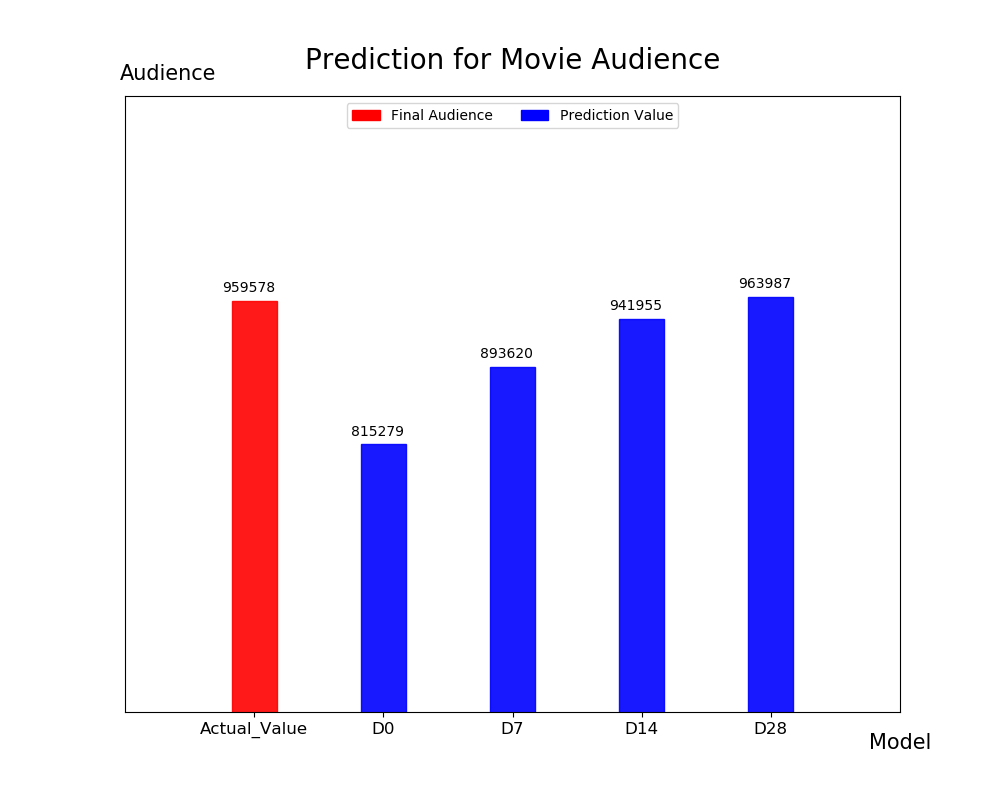 Prediction for Movie Audience
Audience
Final Audience Prediction Value
959578
815279
893620
941955
963987
Actual_Value D0 D7 D14 D28
Model